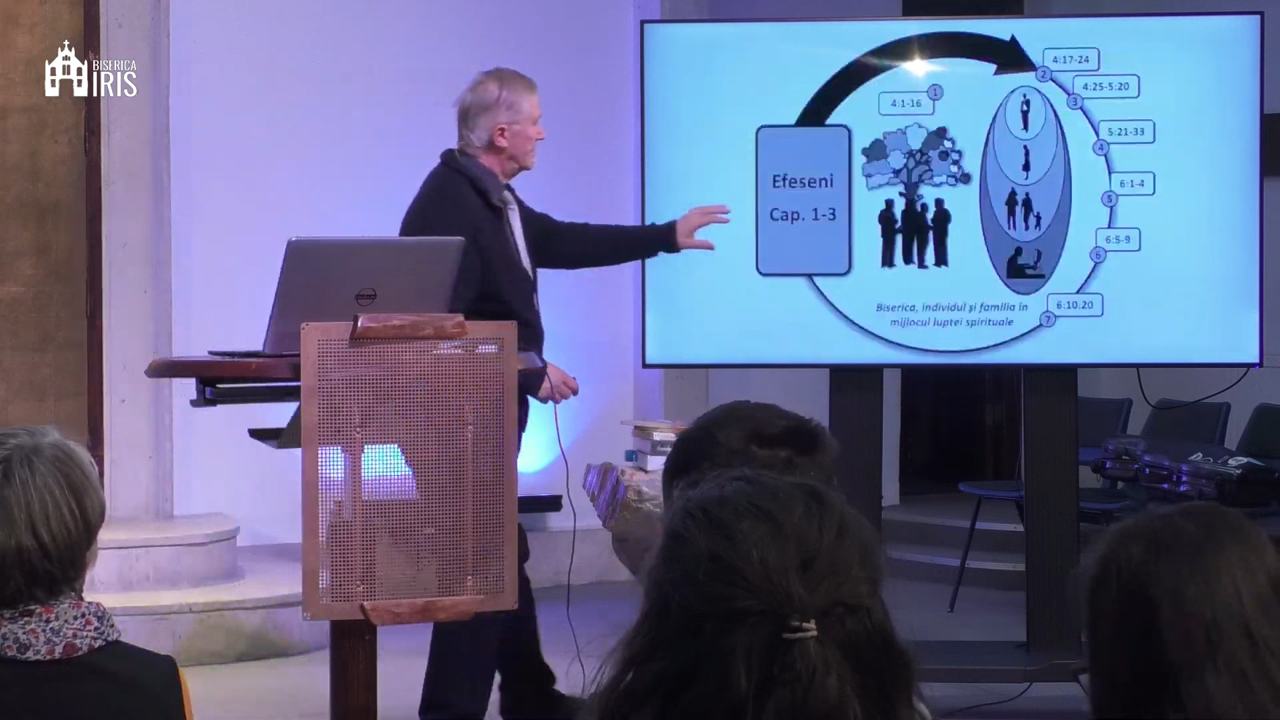 BISERICA
IRIS
4:17-24
2
4:25-5:20
3
1
4:1-16
5:21-33
4
Efeseni
Cap. 1-3
6:1-4
5
6:5-9
6
Biserica, individul și familia în
mijlocul luptei spirituale
6:10.20
7